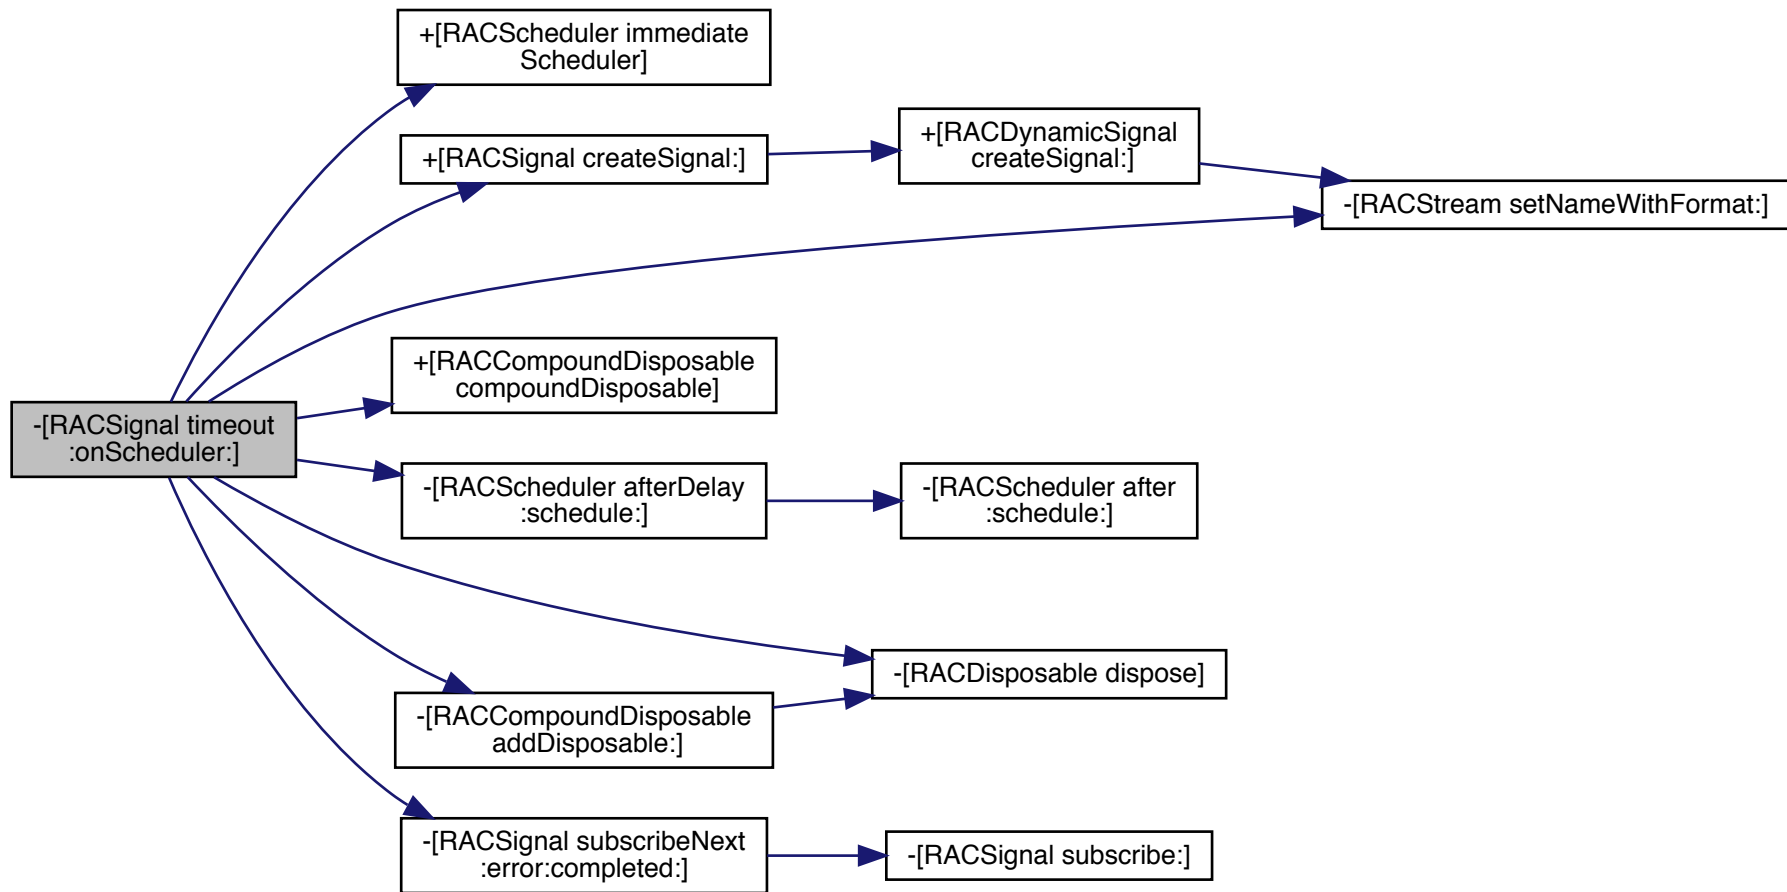 +[RACScheduler immediate
Scheduler]
+[RACSignal createSignal:]
+[RACDynamicSignal
createSignal:]
-[RACStream setNameWithFormat:]
+[RACCompoundDisposable
compoundDisposable]
-[RACSignal timeout
:onScheduler:]
-[RACScheduler afterDelay
:schedule:]
-[RACScheduler after
:schedule:]
-[RACDisposable dispose]
-[RACCompoundDisposable
addDisposable:]
-[RACSignal subscribeNext
:error:completed:]
-[RACSignal subscribe:]